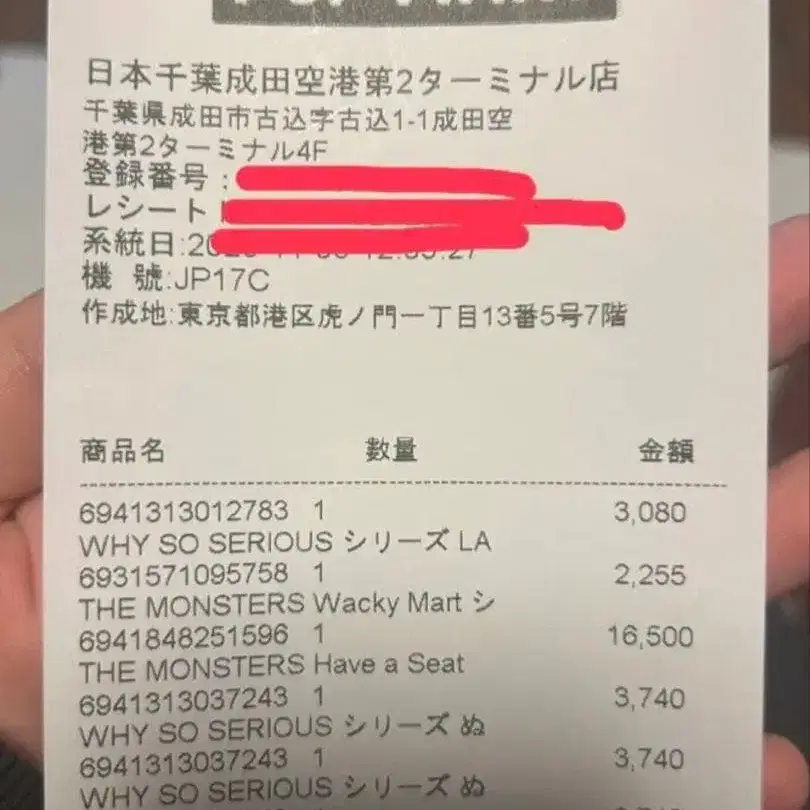 日本千葉成田空港第2ターミナル店
千葉県成田市古込字古込1-1成田空
港第2ターミナル4F
登録番号:
レシート
系統日:20
機 號:JP17C
作成地:東京都港区虎ノ門一丁目13番5号7階
商品名 数量 金額
6941313012783 1 3,080
WHY SO SERIOUS シリーズ LA
6931571095758 1 2,255
THE MONSTERS Wacky Mart シ
6941848251596 1 16,500
THE MONSTERS Have a Seat
6941313037243 1 3,740
WHY SO SERIOUS シリーズ ぬ
6941313037243 1 3,740
WHY SO SERIOUS シリーズ ぬ